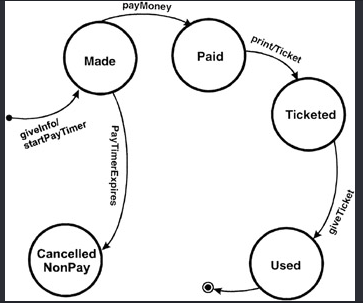 payMoney
Made
Paid
print/Ticket
Ticketed
giveInfo/
startPayTimer
PayTimerExpires
giveTicket
Cancelled
NonPay
Used